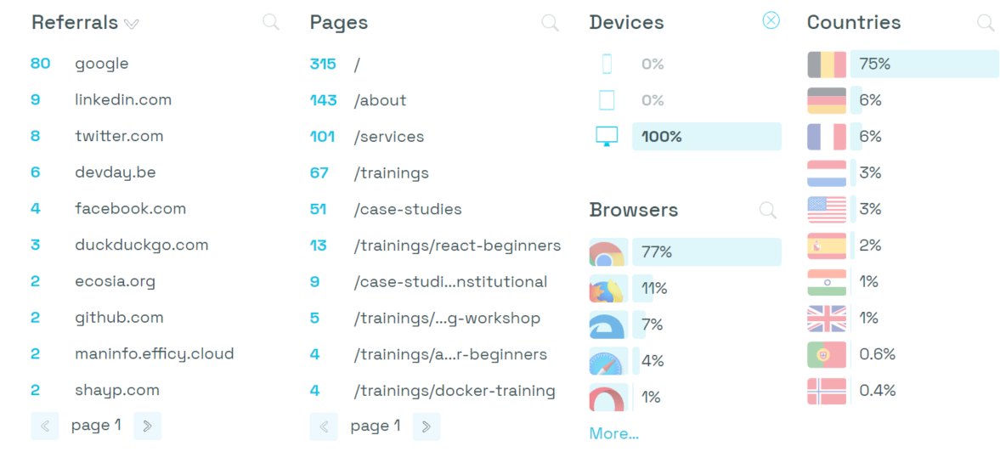 Referrals
80 google
9 linkedin.com
8 twitter.com
6 devday.be
4 facebook.com
3 duckduckgo.com
2 ecosia.org
2 github.com
2 maninfo.efficy.cloud
2 shayp.com
page 1
Pages
315 /
143 /about
101 /services
67 /trainings
51 /case-studies
13 /trainings/react-beginners
9 /case-studi...nstitutional
5 /trainings/...g-workshop
4 /trainings/a...r-beginners
4 /trainings/docker-training
page 1
Devices
0%
0%
100%
Browsers
77%
11%
7%
4%
1%
More...
Countries
75%
6%
6%
3%
3%
2%
1%
1%
0.6%
0.4%